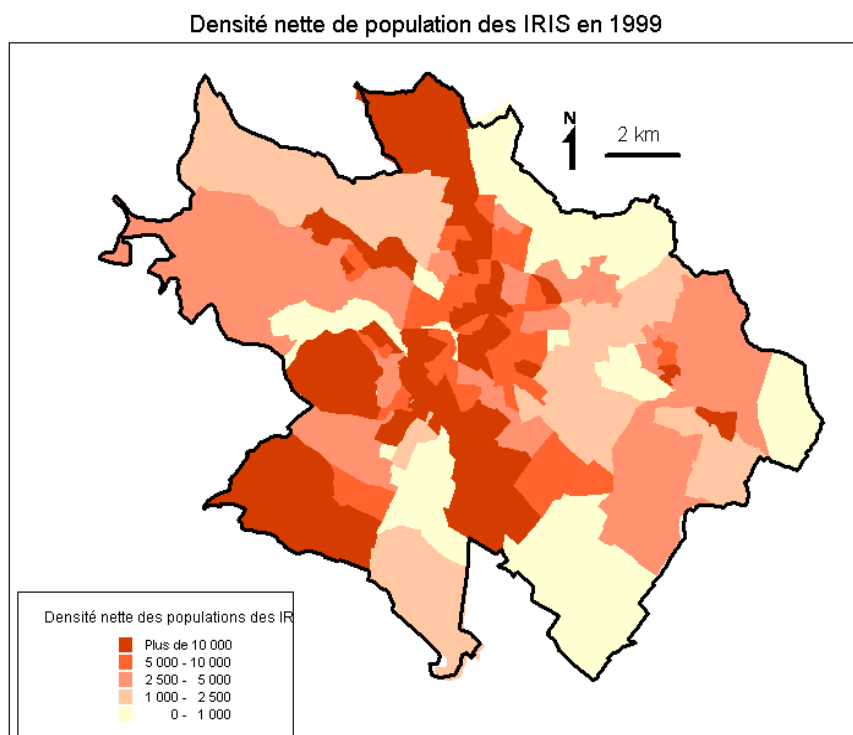 Densité nette de population des IRIS en 1999
N
2 km
Densité nette des populations des IR
Plus de 10 000
5 000 - 10 000
2 500 - 5 000
1 000 - 2 500
0 - 1 000